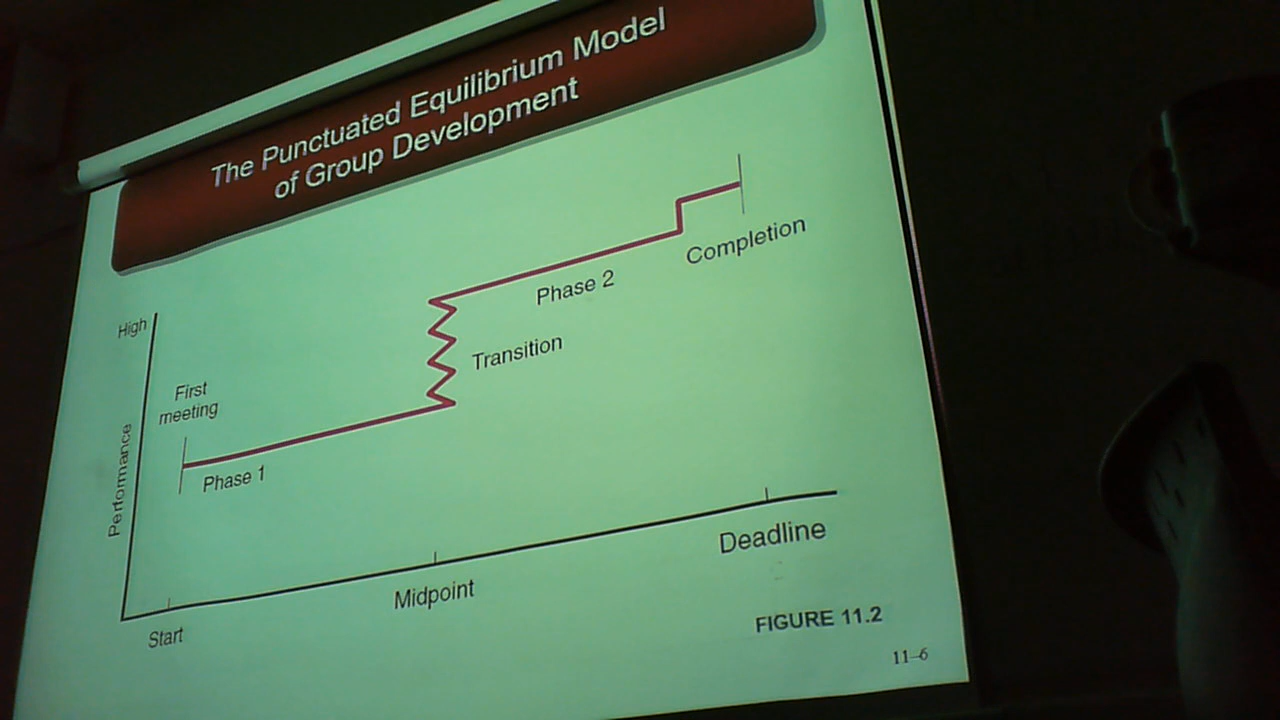 The Punctuated Equilibrium Model
of Group Development
High
Performance
First
meeting
Phase 1
Transition
Phase 2
Completion
Start
Midpoint
Deadline
FIGURE 11.2
11–6